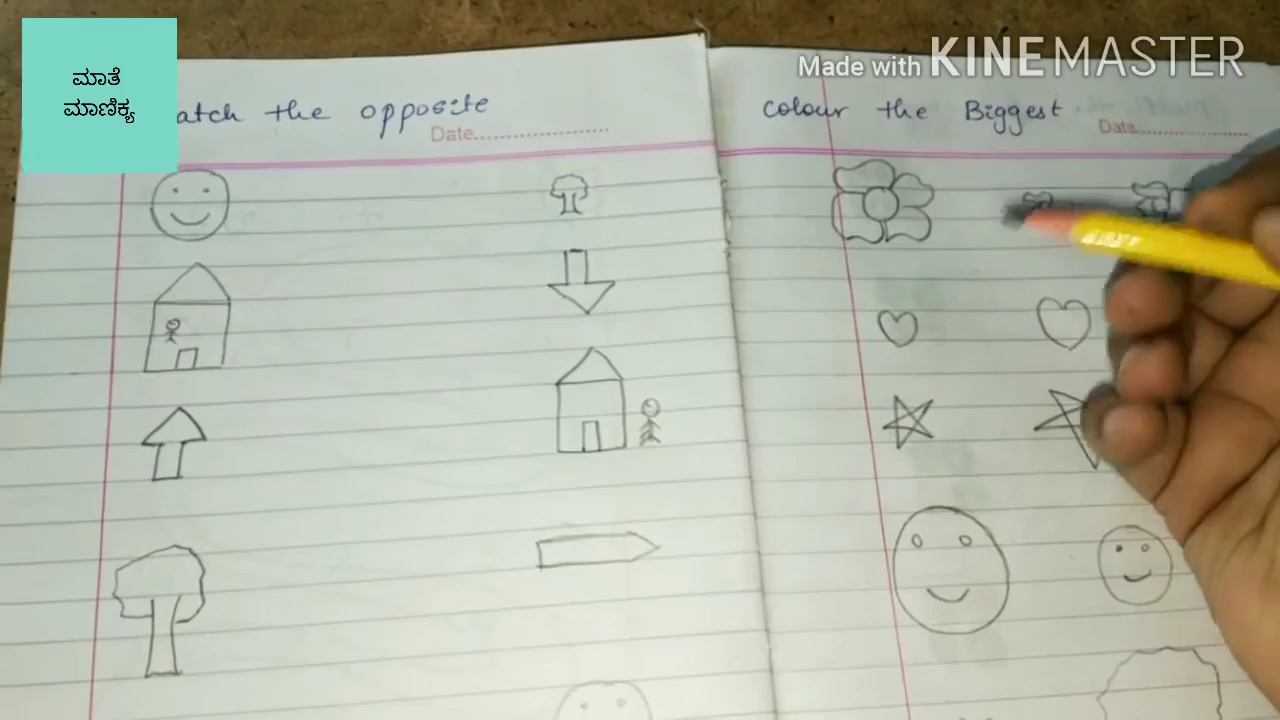 ಮಾತೆ
ಮಾಣಿಕ್ಯ
Made with KINEMASTER
atch the opposite
Date
colour the Biggest
Date